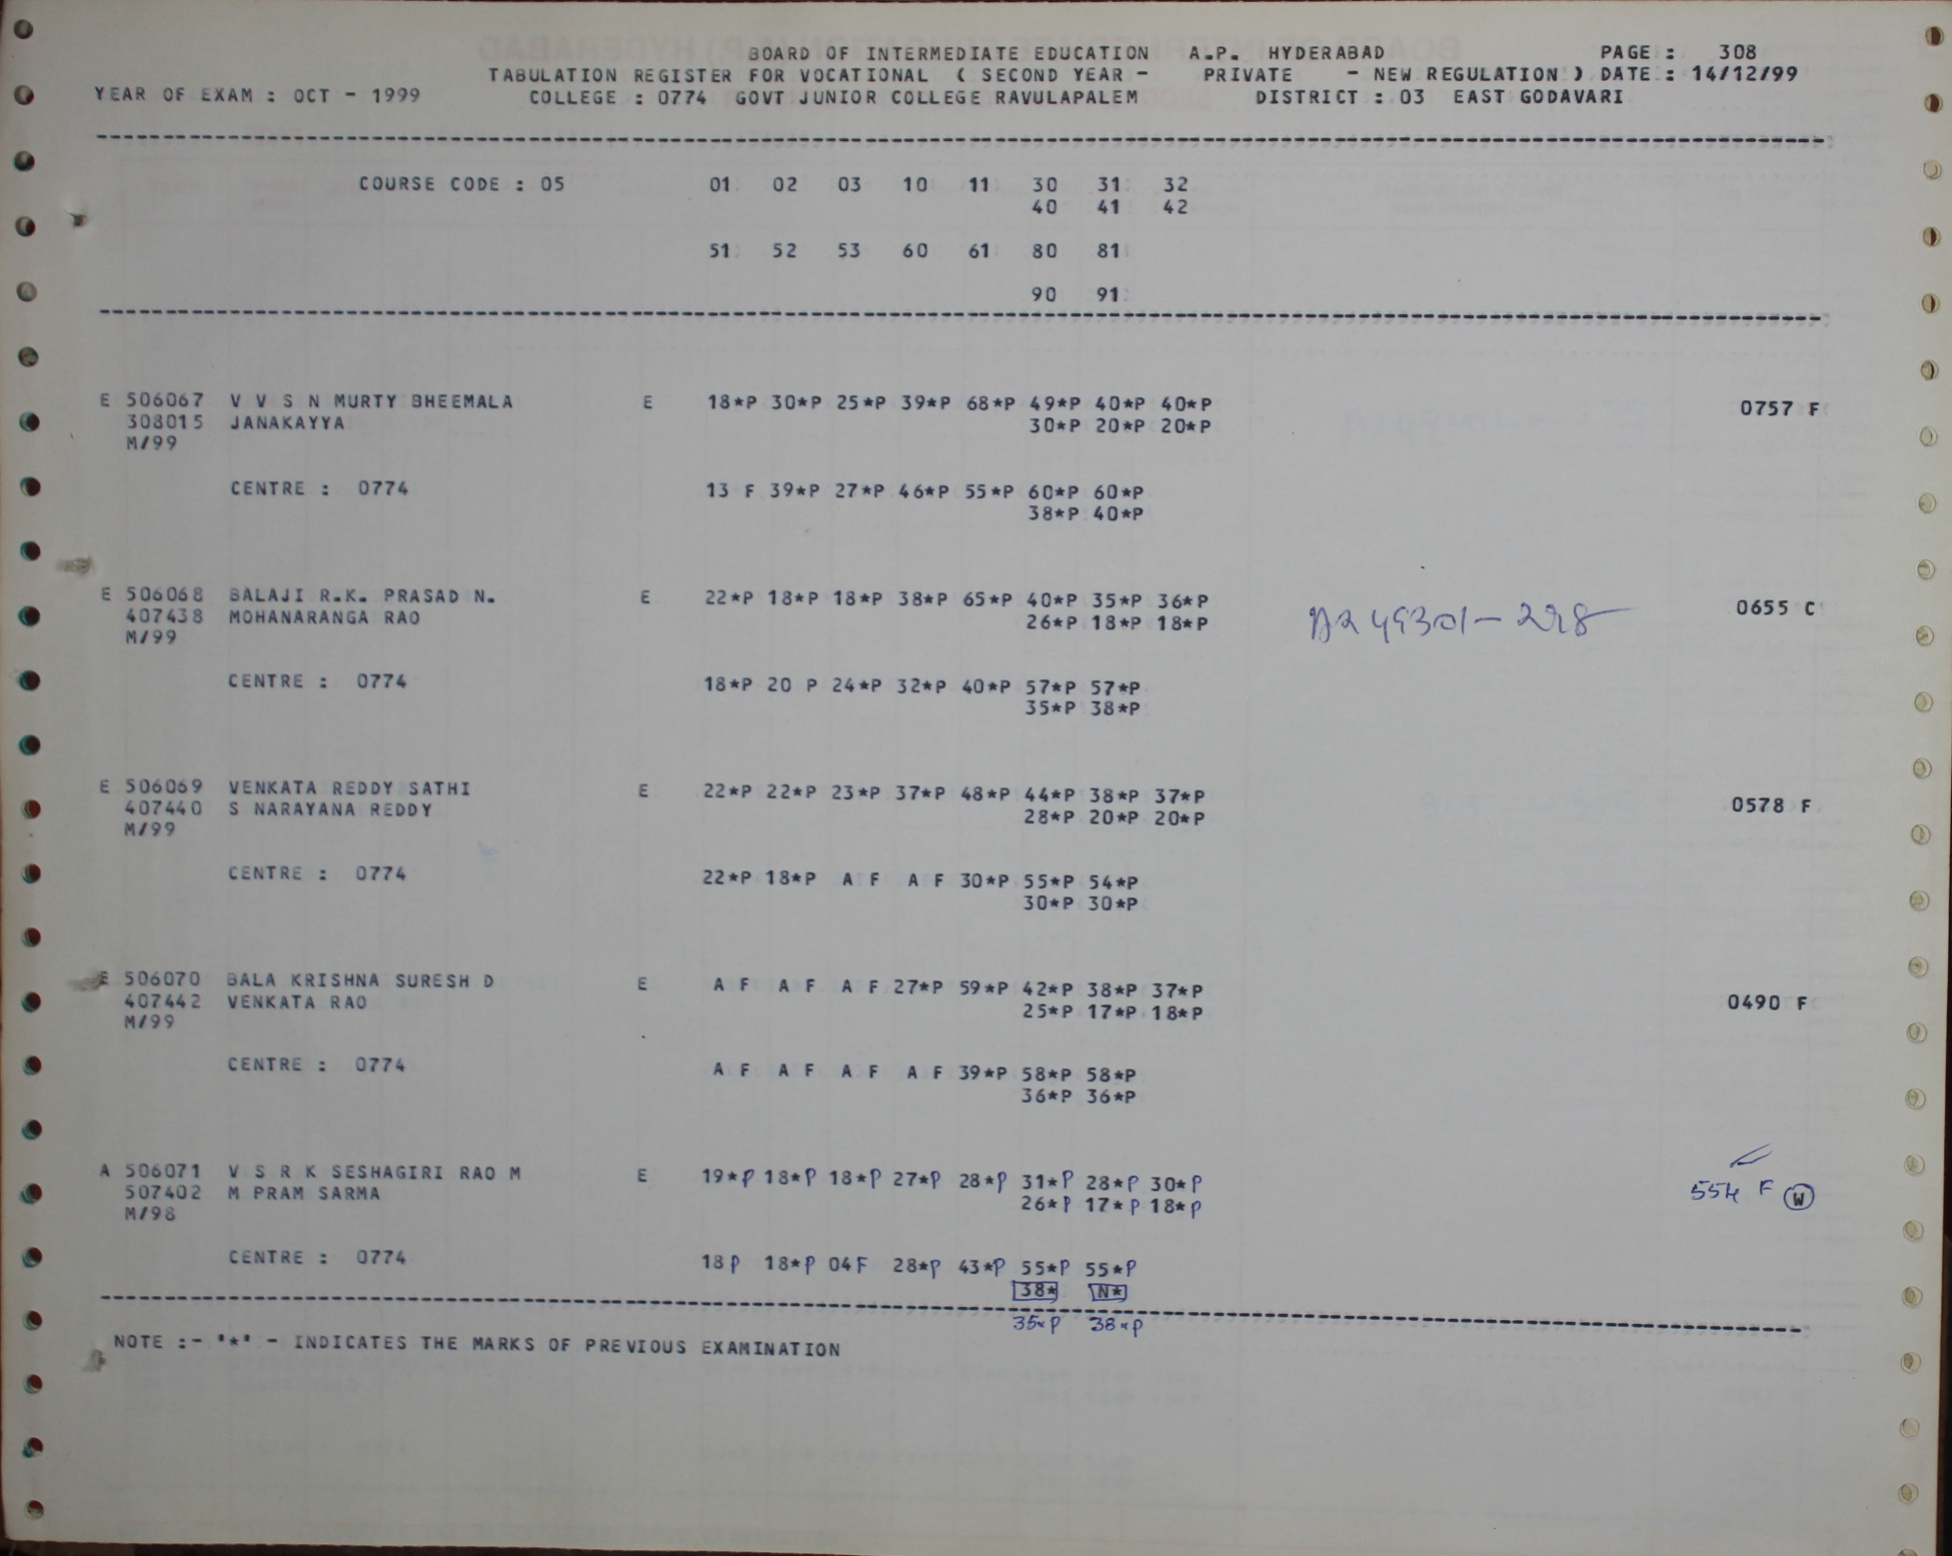 BOARD OF INTERMEDIATE EDUCATION A.P. HYDERABAD PAGE : 308
TABULATION REGISTER FOR VOCATIONAL ( SECOND YEAR - PRIVATE - NEW REGULATION ) DATE : 14/12/99
YEAR OF EXAM : OCT - 1999 COLLEGE : 0774 GOVT JUNIOR COLLEGE RAVULAPALEM DISTRICT : 03 EAST GODAVARI
COURSE CODE : 05 01 02 03 10 11 30 31 32
40 41 42
51 52 53 60 61 80 81
90 91
E 506067 V V S N MURTY BHEEMALA E 18*P 30*P 25*P 39*P 68*P 49*P 40*P 40*P 0757 F
308015 JANAKAYYA 30*P 20*P 20*P
M/99
CENTRE : 0774 13 F 39*P 27*P 46*P 55*P 60*P 60*P
38*P 40*P
E 506068 BALAJI R.K. PRASAD N. E 22*P 18*P 18*P 38*P 65*P 40*P 35*P 36*P 0655 C
407438 MOHANARANGA RAO 26*P 18*P 18*P
M/99
CENTRE : 0774 18*P 20 P 24*P 32*P 40*P 57*P 57*P
35*P 38*P
E 506069 VENKATA REDDY SATHI E 22*P 22*P 23*P 37*P 48*P 44*P 38*P 37*P 0578 F
407440 S NARAYANA REDDY 28*P 20*P 20*P
M/99
CENTRE : 0774 22*P 18*P A F A F 30*P 55*P 54*P
30*P 30*P
E 506070 BALA KRISHNA SURESH D E A F A F A F 27*P 59*P 42*P 38*P 37*P 0490 F
407442 VENKATA RAO 25*P 17*P 18*P
M/99
CENTRE : 0774 A F A F A F A F 39*P 58*P 58*P
36*P 36*P
A 506071 V S R K SESHAGIRI RAO M E 19*P 18*P 18*P 27*P 28*P 31*P 28*P 30*P 554 F W
507402 M PRAM SARMA 26*P 17*P 18*P
M/98
CENTRE : 0774 18 P 18*P 04 F 28*P 43*P 55*P 55*P
38* N*
35*P 38*P
NOTE :- "*" - INDICATES THE MARKS OF PREVIOUS EXAMINATION